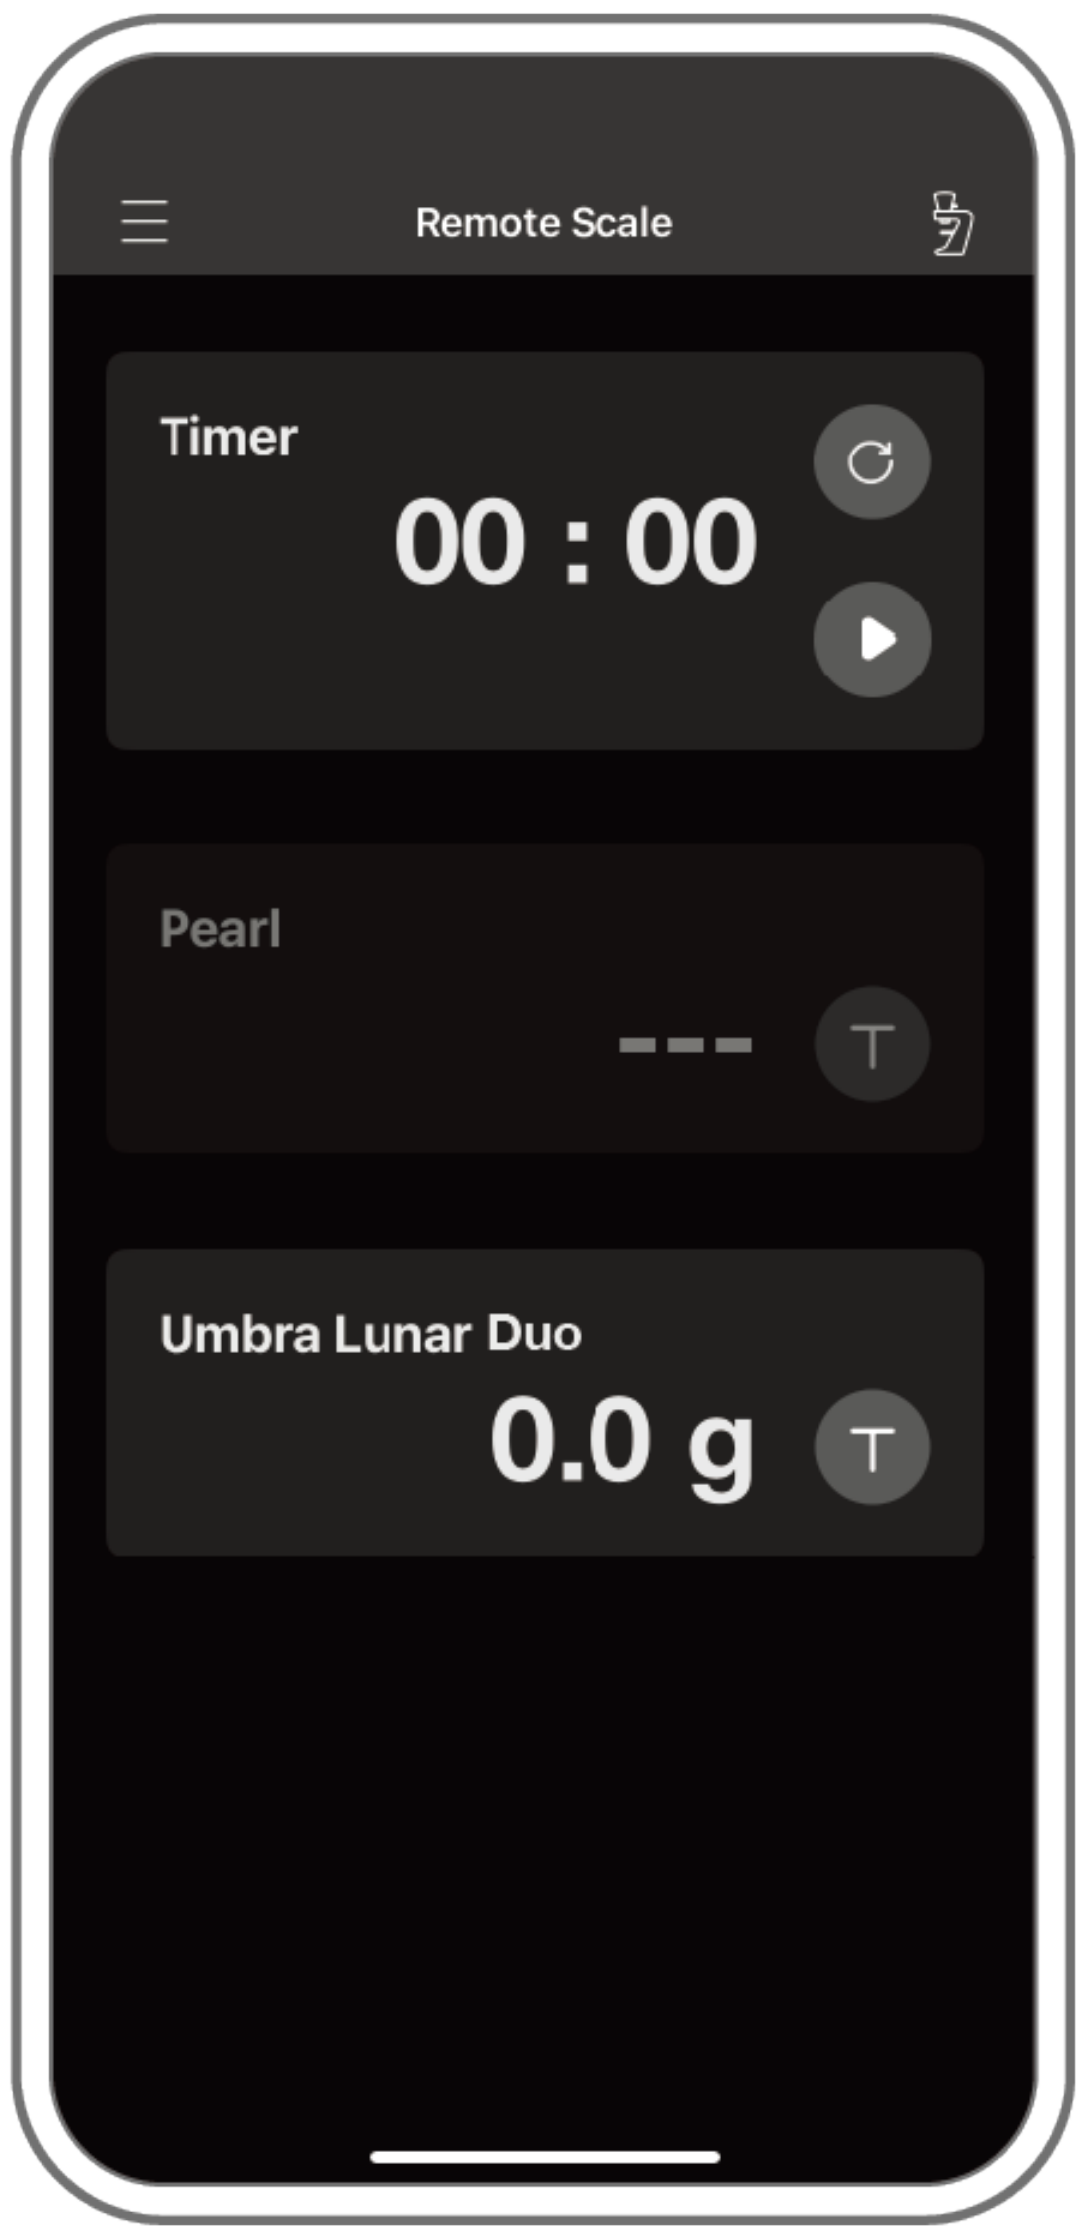 Remote Scale
Timer
00 : 00
Pearl
---
T
Umbra Lunar Duo
0.0 g
T